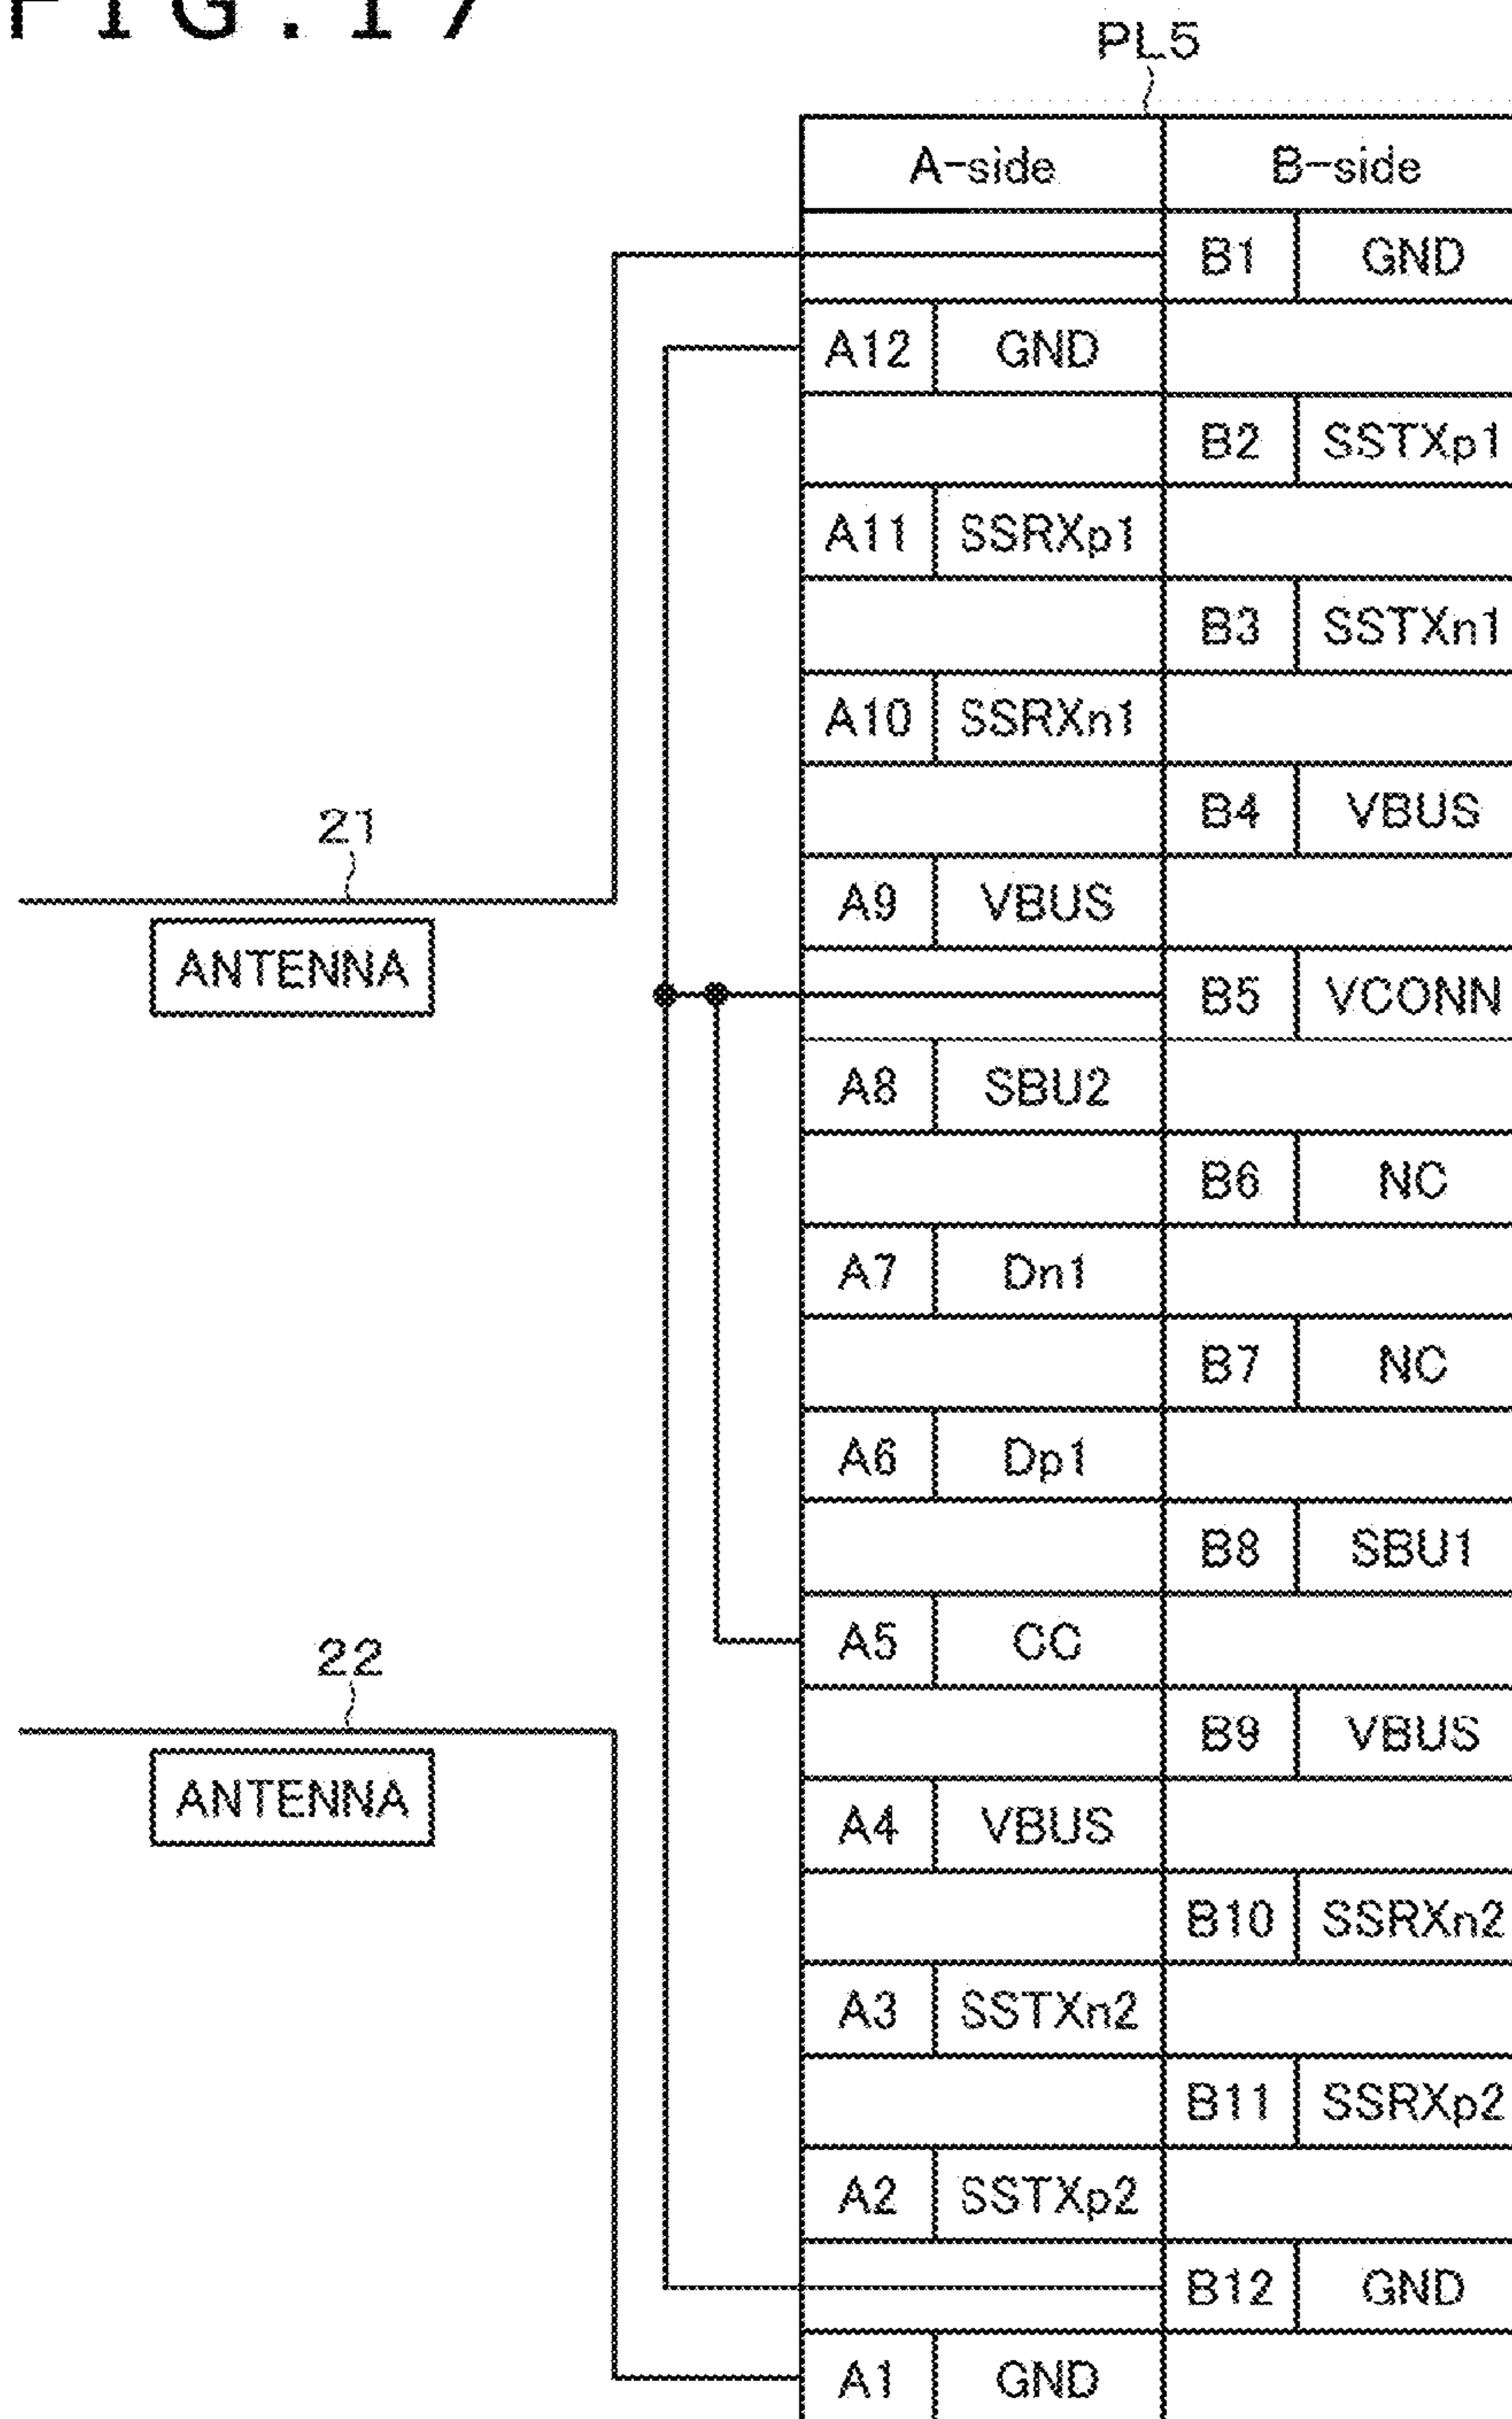 FIG.17
PL5
A-side B-side
B1 GND
A12 GND
B2 SSTXp1
A11 SSRXp1
B3 SSTXn1
A10 SSRXn1
B4 VBUS
21
A9 VBUS
ANTENNA
B5 VCONN
A8 SBU2
B6 NC
A7 Dn1
B7 NC
A6 Dp1
B8 SBU1
A5 CC
22
B9 VBUS
ANTENNA
A4 VBUS
B10 SSRXn2
A3 SSTXn2
B11 SSRXp2
A2 SSTXp2
B12 GND
A1 GND